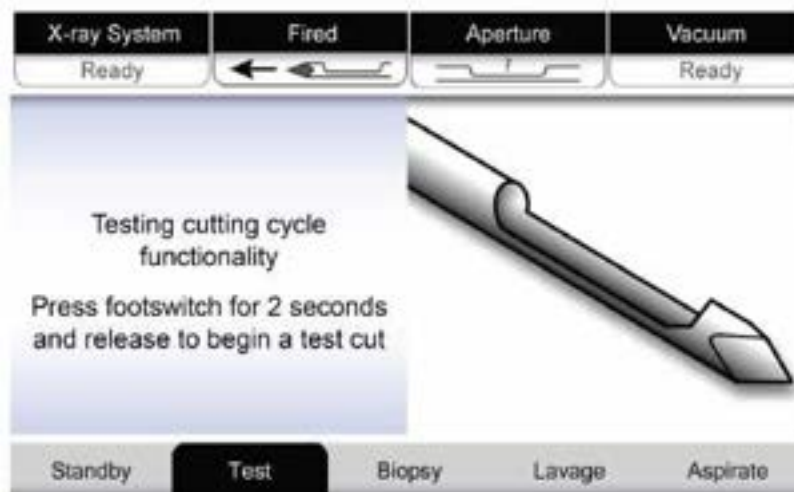 X-ray System
Fired
Aperture
Vacuum
Ready
Ready
Testing cutting cycle
functionality
Press footswitch for 2 seconds
and release to begin a test cut
Standby
Test
Biopsy
Lavage
Aspirate